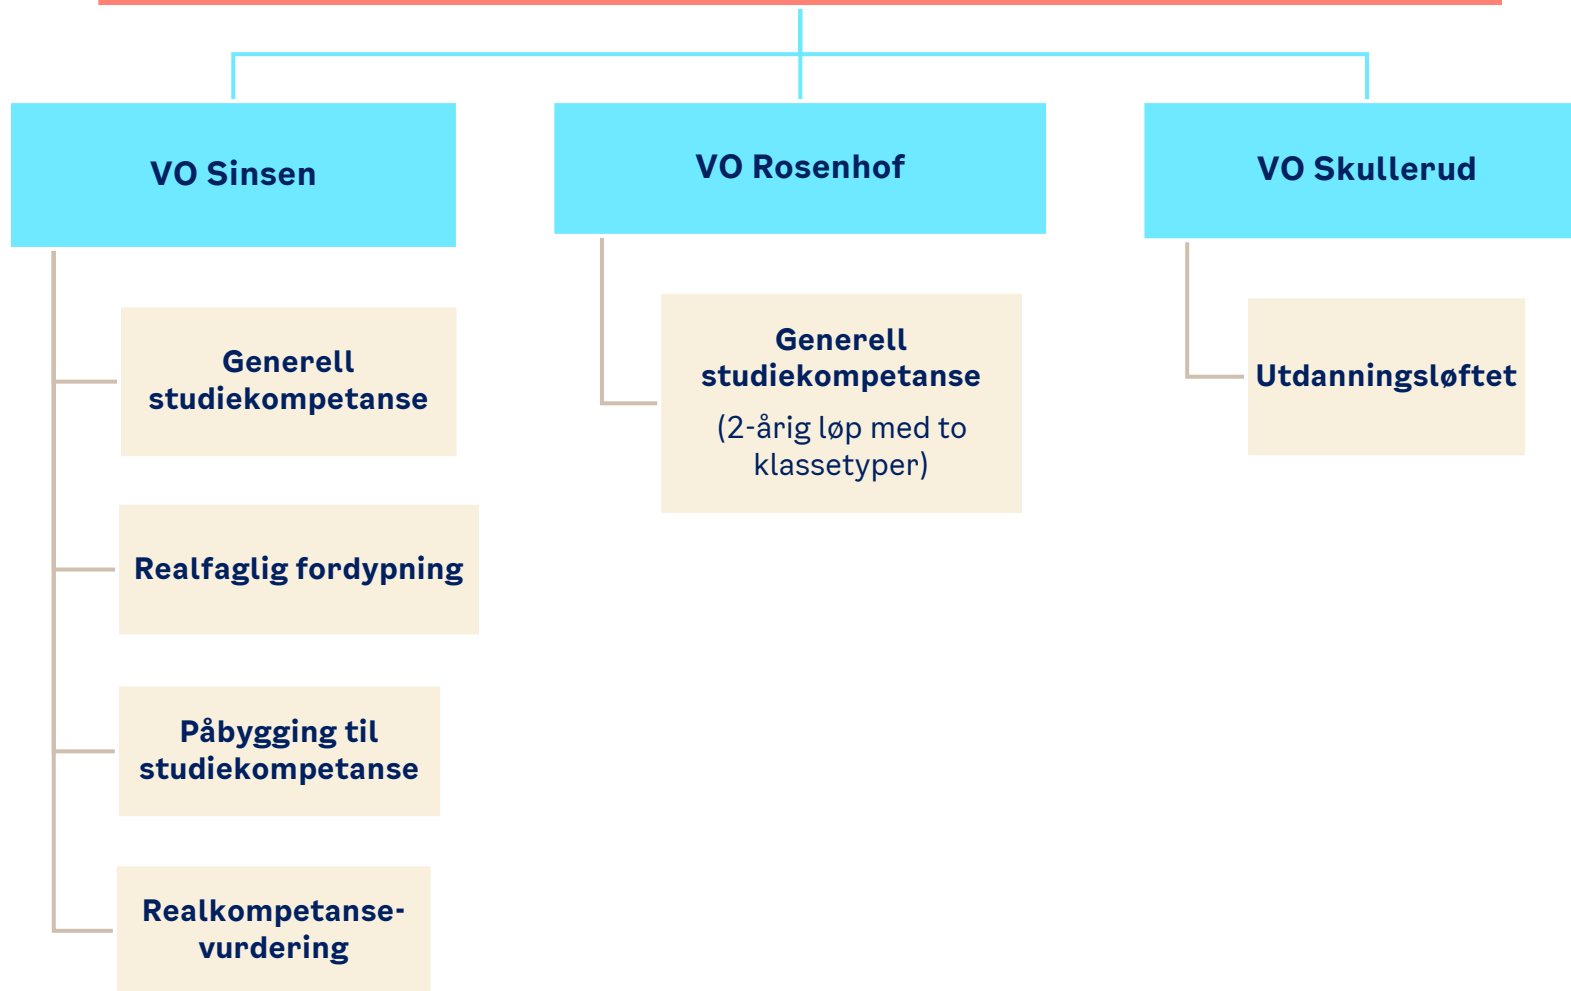 VO Sinsen
Generell
studiekompetanse
Realfaglig fordypning
Påbygging til
studiekompetanse
Realkompetanse-
vurdering
VO Rosenhof
Generell
studiekompetanse
(2-årig løp med to
klassetyper)
VO Skullerud
Utdanningsløftet